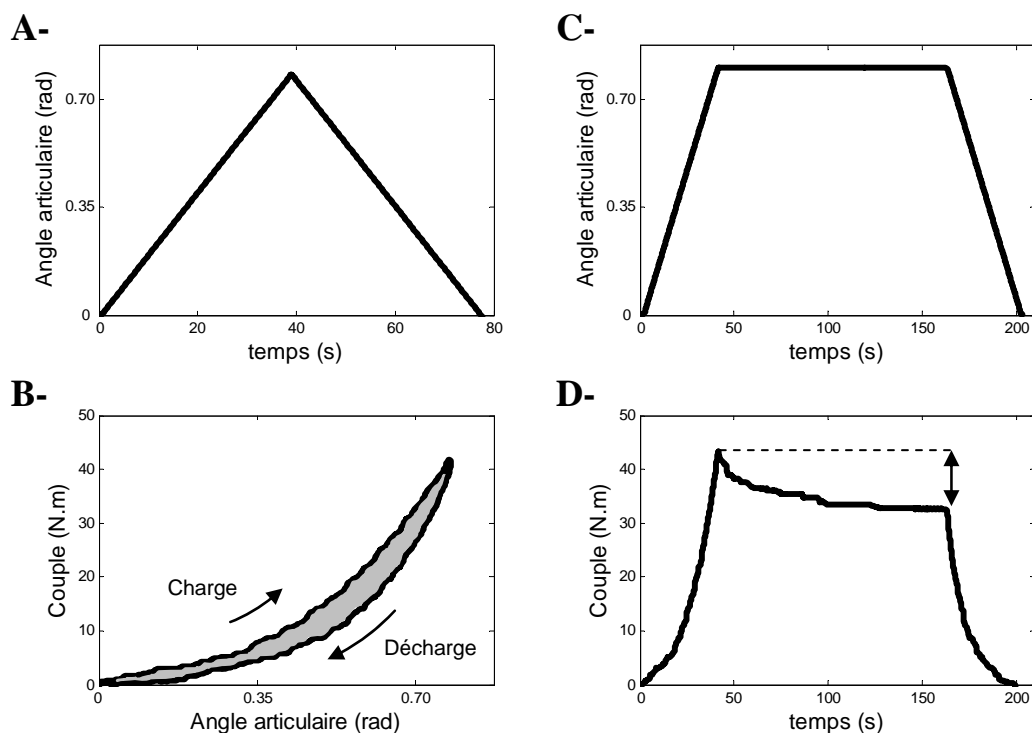 A-
Angle articulaire (rad)
0.70
0.35
0
0 20 40 60 80
temps (s)
C-
Angle articulaire (rad)
0.70
0.35
0
0 50 100 150 200
temps (s)
B-
Couple (N.m)
50
40
30
20
10
0
Charge
Décharge
0 0.35 0.70
Angle articulaire (rad)
D-
Couple (N.m)
50
40
30
20
10
0
0 50 100 150 200
temps (s)